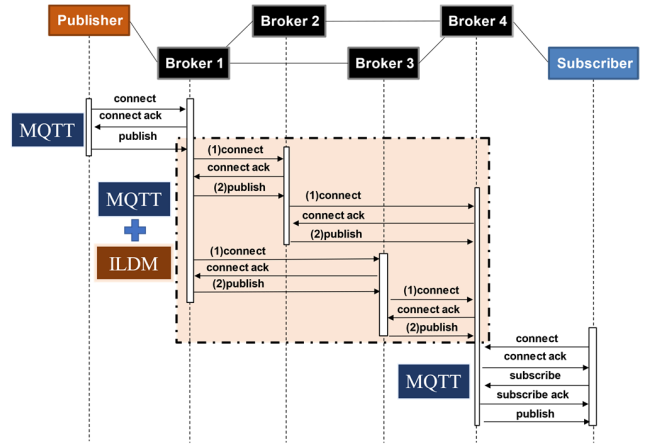 Publisher
Broker 2
Broker 4
Broker 1
Broker 3
Subscriber
connect
connect ack
publish
MQTT
(1)connect
connect ack
(2)publish
(1)connect
connect ack
(2)publish
MQTT
ILDM
(1)connect
connect ack
(2)publish
(1)connect
connect ack
(2)publish
connect
connect ack
subscribe
subscribe ack
publish
MQTT